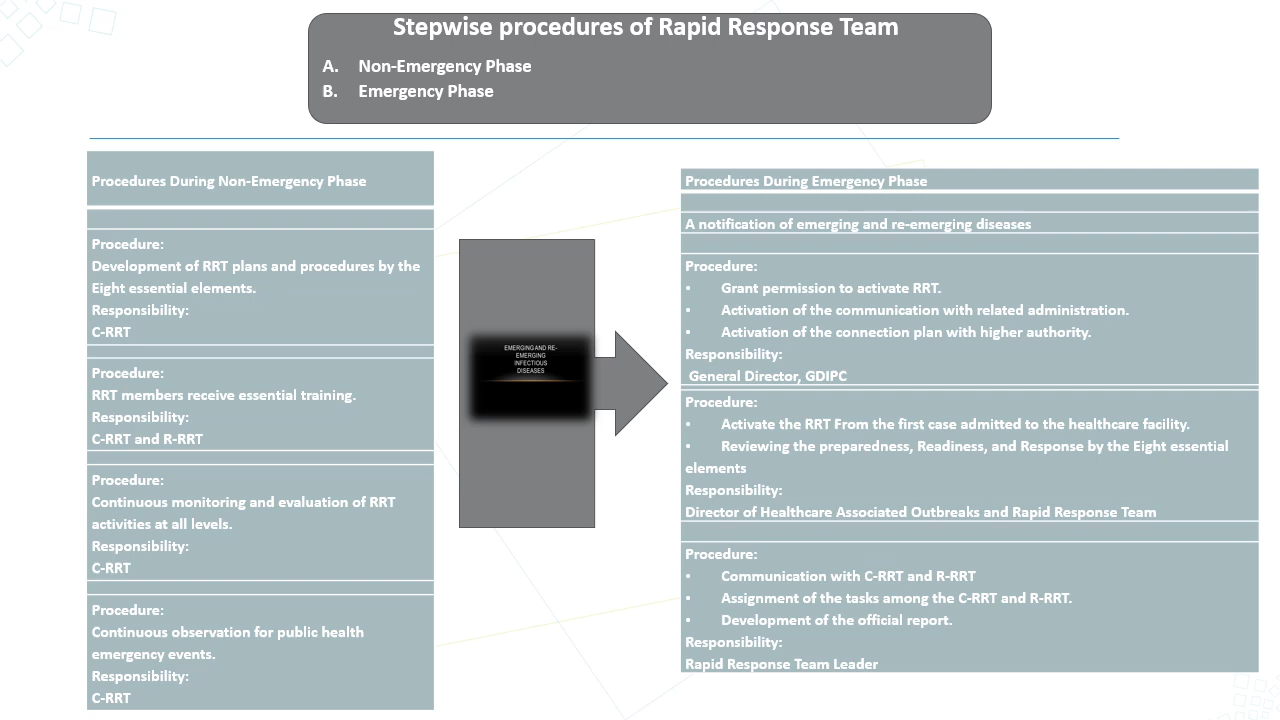 Stepwise procedures of Rapid Response Team
A. Non-Emergency Phase
B. Emergency Phase
Procedures During Non-Emergency Phase
Procedure:
Development of RRT plans and procedures by the
Eight essential elements.
Responsibility:
C-RRT
Procedure:
RRT members receive essential training.
Responsibility:
C-RRT and R-RRT
Procedure:
Continuous monitoring and evaluation of RRT
activities at all levels.
Responsibility:
C-RRT
Procedure:
Continuous observation for public health
emergency events.
Responsibility:
C-RRT
EMERGING AND RE-
EMERGING
INFECTIOUS
DISEASES
Procedures During Emergency Phase
A notification of emerging and re-emerging diseases
Procedure:
• Grant permission to activate RRT.
• Activation of the communication with related administration.
• Activation of the connection plan with higher authority.
Responsibility:
General Director, GDIPC
Procedure:
• Activate the RRT From the first case admitted to the healthcare facility.
• Reviewing the preparedness, Readiness, and Response by the Eight essential
elements
Responsibility:
Director of Healthcare Associated Outbreaks and Rapid Response Team
Procedure:
• Communication with C-RRT and R-RRT
• Assignment of the tasks among the C-RRT and R-RRT.
• Development of the official report.
Responsibility:
Rapid Response Team Leader